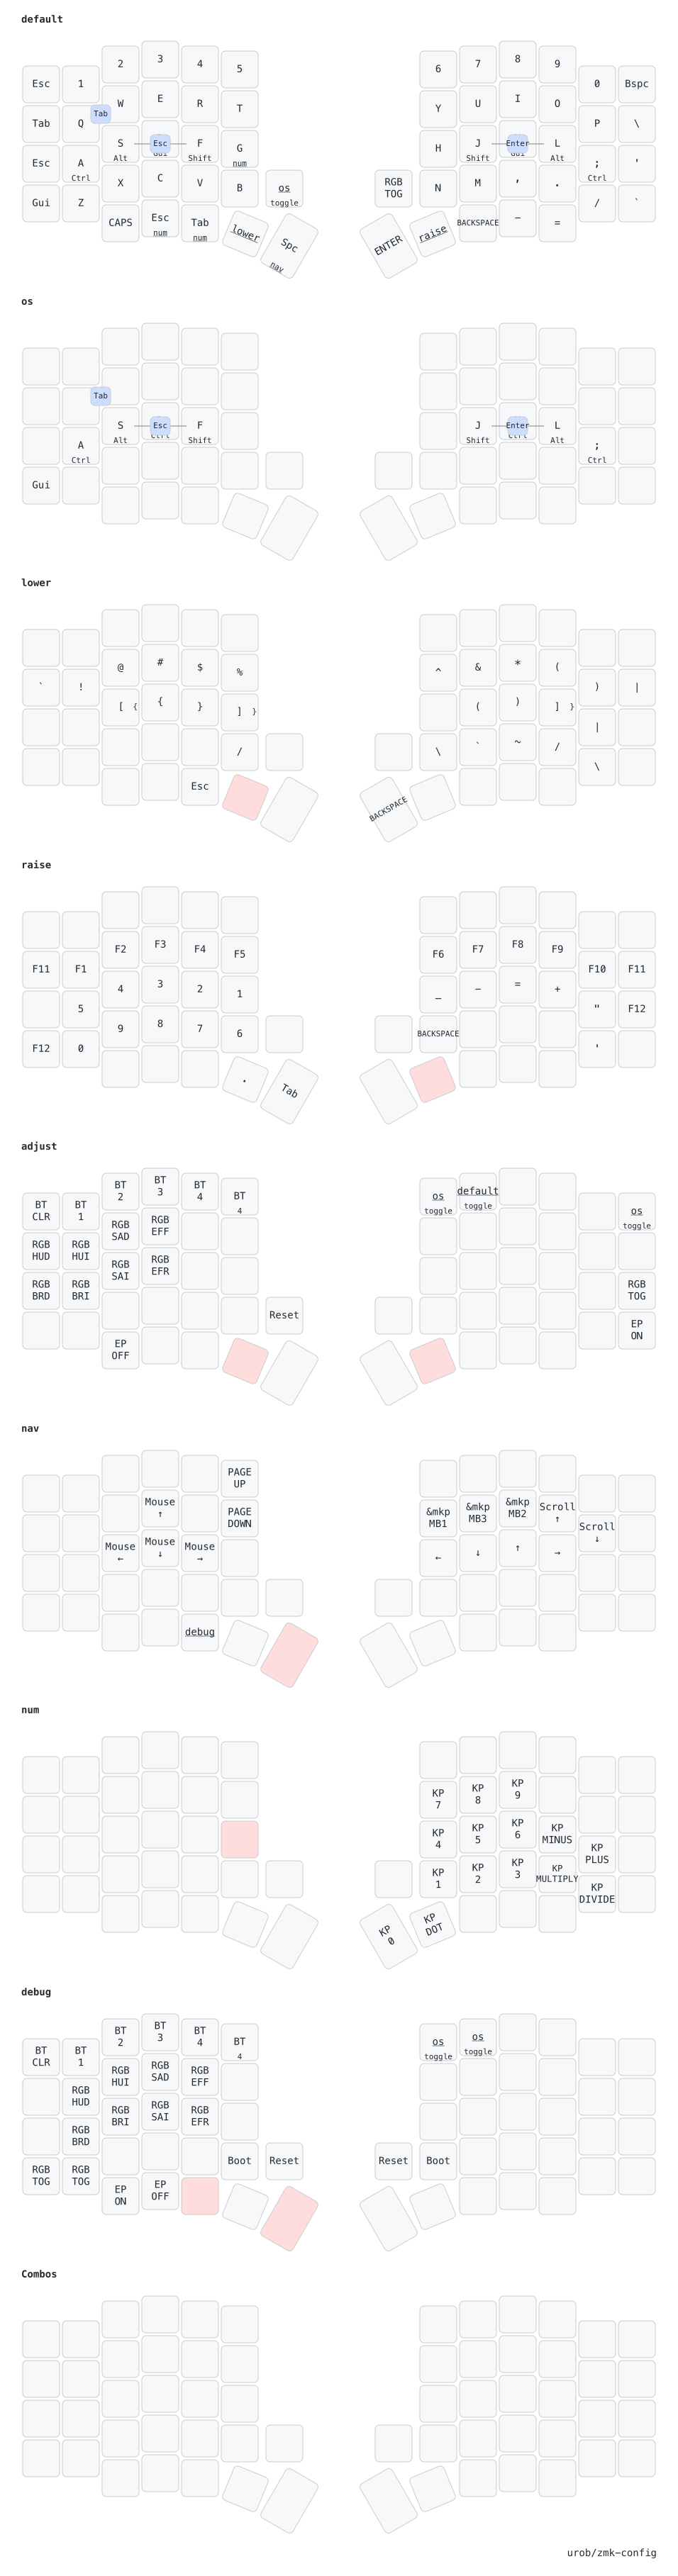 default
Esc 1 2 3 4 5 6 7 8 9 0 Bspc
Tab Q Tab W E R T Y U I O P \
Esc A Ctrl S Alt Esc Gui F Shift G num H J Shift Enter Gui L Alt ; Ctrl '
Gui Z X C V B os toggle RGB TOG N M , . / `
CAPS Esc num Tab num lower Spc nav ENTER raise BACKSPACE - =
os
Tab
A Ctrl S Alt Esc Ctrl F Shift J Shift Enter Ctrl L Alt ; Ctrl
Gui
lower
` ! @ # $ % ^ & * ( ) |
[ { { } ] } ( ) ] } |
/ \ ` ~ / \
Esc BACKSPACE
raise
F11 F1 F2 F3 F4 F5 F6 F7 F8 F9 F10 F11
5 4 3 2 1 _ - = + " F12
F12 0 9 8 7 6 BACKSPACE '
. Tab
adjust
BT CLR BT 1 BT 2 BT 3 BT 4 BT 4 os toggle default toggle os toggle
RGB HUD RGB HUI RGB SAD RGB EFF
RGB BRD RGB BRI RGB SAI RGB EFR RGB TOG
Reset EP ON
EP OFF
nav
PAGE UP
Mouse ↑ PAGE DOWN &mkp MB1 &mkp MB3 &mkp MB2 Scroll ↑ Scroll ↓
Mouse ← Mouse ↓ Mouse → ← ↓ ↑ →
debug
num
KP 7 KP 8 KP 9
KP 4 KP 5 KP 6 KP MINUS KP PLUS
KP 1 KP 2 KP 3 KP MULTIPLY KP DIVIDE
KP 0 KP DOT
debug
BT CLR BT 1 BT 2 BT 3 BT 4 BT 4 os toggle os toggle
RGB HUD RGB HUI RGB SAD RGB EFF
RGB BRD RGB BRI RGB SAI RGB EFR
RGB TOG RGB TOG Boot Reset Reset Boot
EP ON EP OFF
Combos
urob/zmk-config